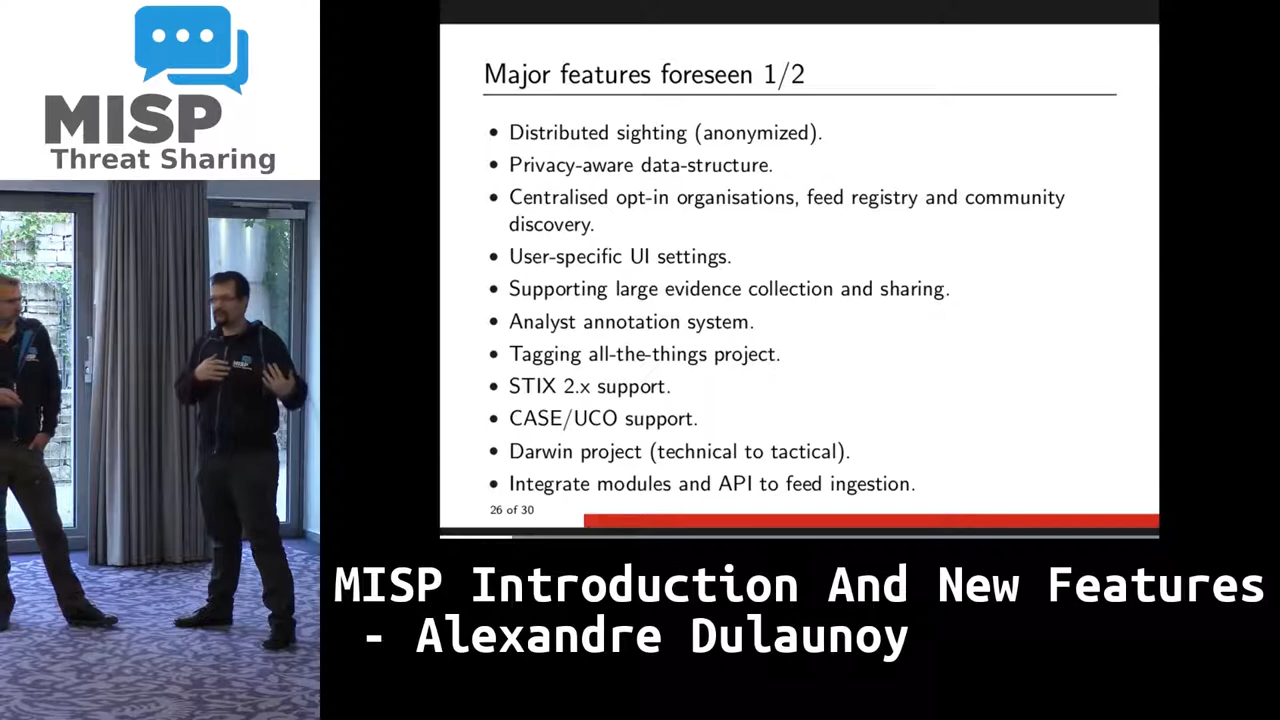 MISP
Threat Sharing
Major features foreseen 1/2
• Distributed sighting (anonymized).
• Privacy-aware data-structure.
• Centralised opt-in organisations, feed registry and community
discovery.
• User-specific UI settings.
• Supporting large evidence collection and sharing.
• Analyst annotation system.
• Tagging all-the-things project.
• STIX 2.x support.
• CASE/UCO support.
• Darwin project (technical to tactical).
• Integrate modules and API to feed ingestion.
26 of 30
MISP Introduction And New Features
- Alexandre Dulaunoy